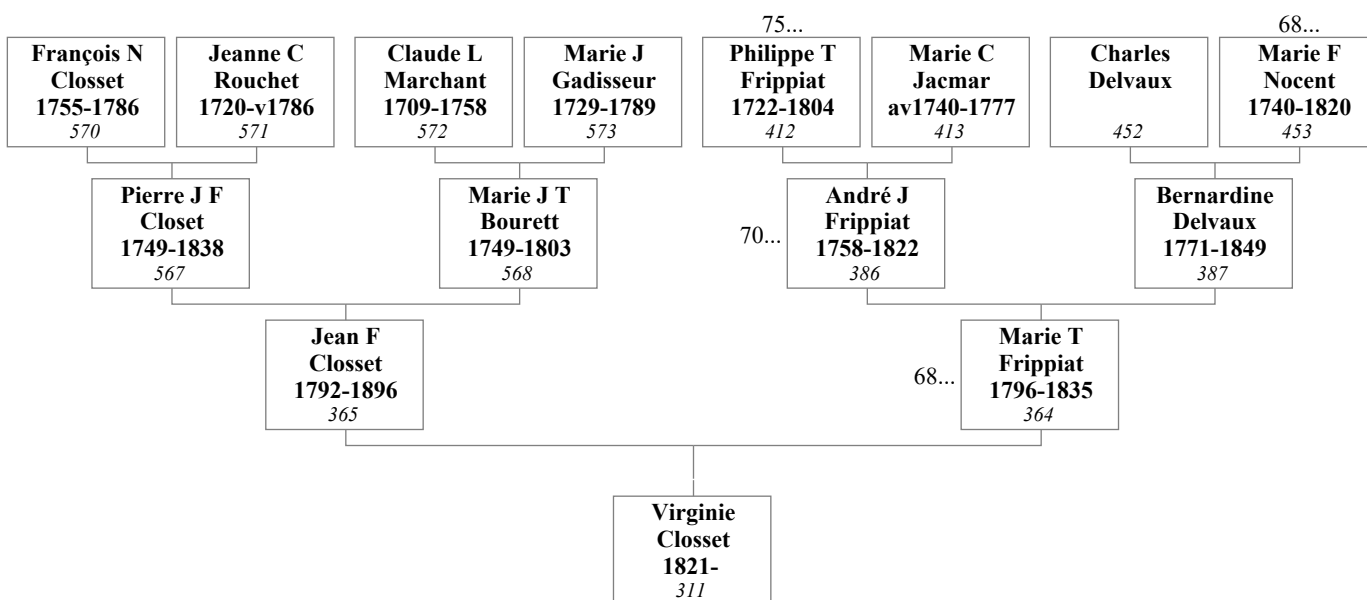 75...
68...
François N
Closset
1755-1786
570
Jeanne C
Rouchet
1720-v1786
571
Claude L
Marchant
1709-1758
572
Marie J
Gadisseur
1729-1789
573
Philippe T
Frippiat
1722-1804
412
Marie C
Jacmar
av1740-1777
413
Charles
Delvaux
452
Marie F
Nocent
1740-1820
453
Pierre J F
Closet
1749-1838
567
Marie J T
Bourett
1749-1803
568
70...
André J
Frippiat
1758-1822
386
Bernardine
Delvaux
1771-1849
387
Jean F
Closset
1792-1896
365
68...
Marie T
Frippiat
1796-1835
364
Virginie
Closset
1821-
311